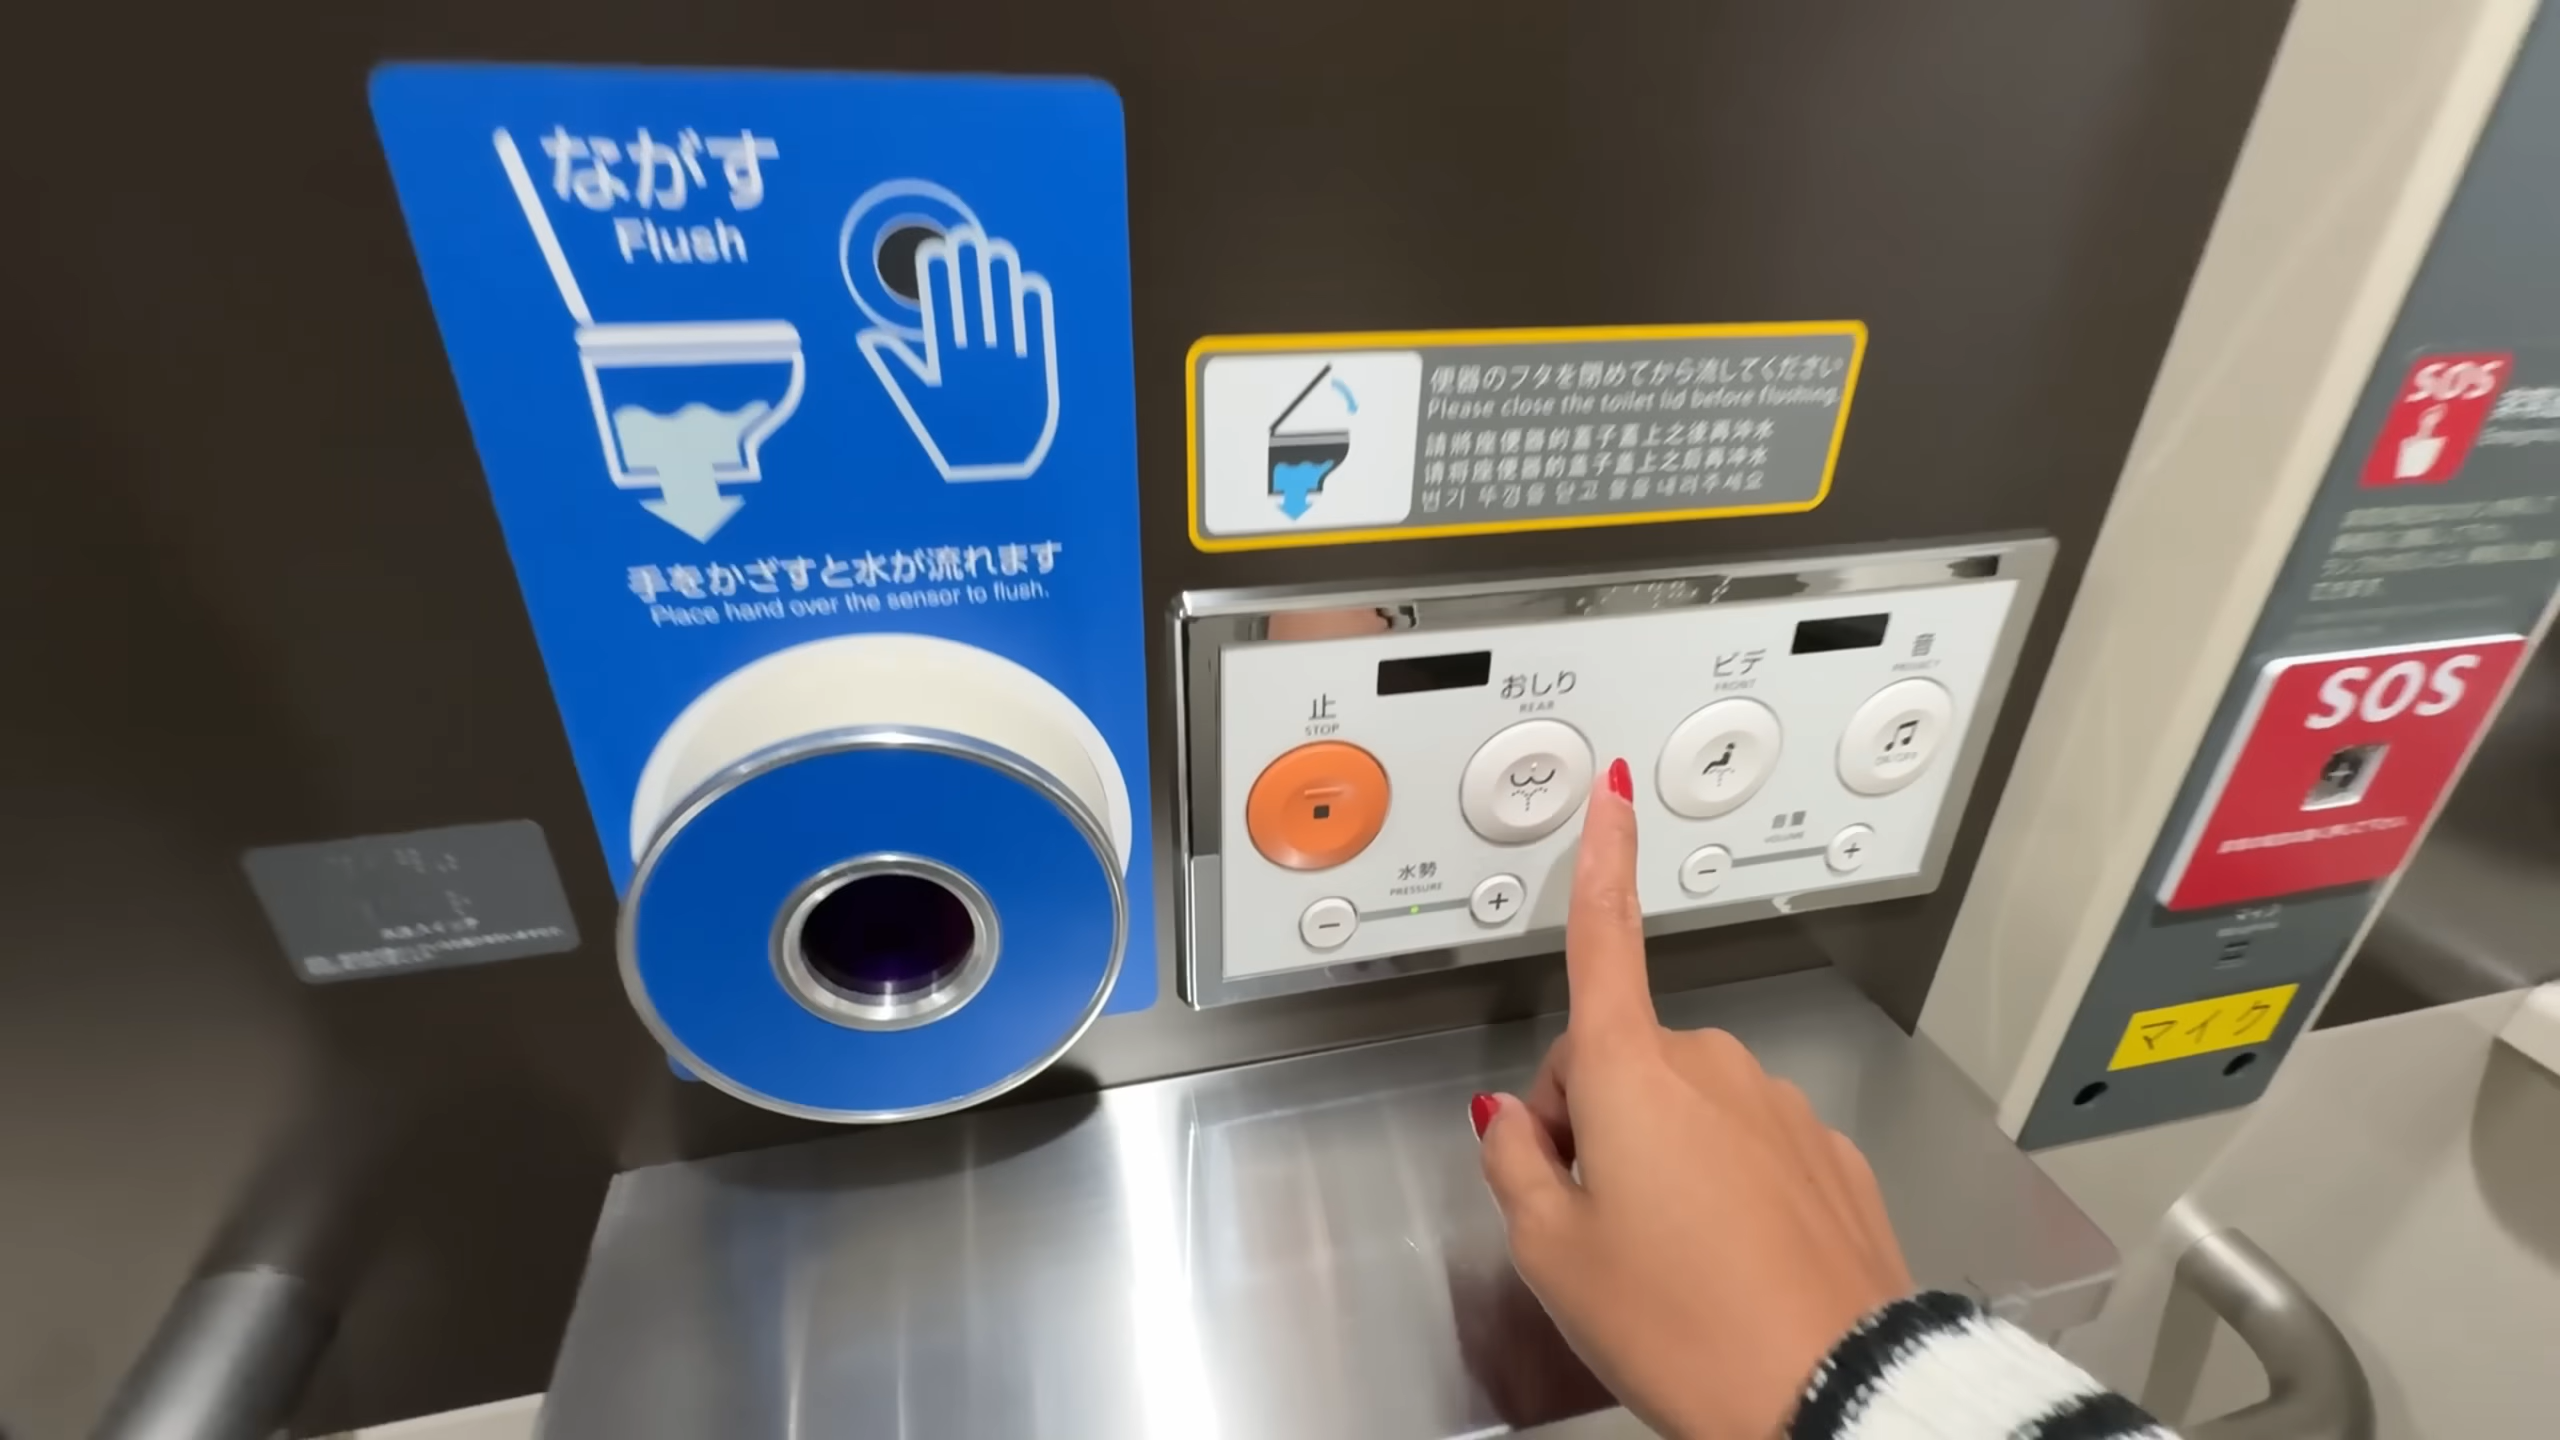 ながす
Flush
手をかざすと水が流れます
Place hand over the sensor to flush.
便器のフタを閉めてから流してください
Please close the toilet lid before flushing.
請將座便器的蓋子蓋上之後再沖水
请将座便器的盖子盖上之后再冲水
변기 뚜껑을 닫고 물을 내려주세요
止
STOP
おしり
REAR
ビデ
FRONT
音
PRIVACY
ON/OFF
水勢
PRESSURE
－
＋
音量
VOLUME
－
＋
SOS
SOS
マイク